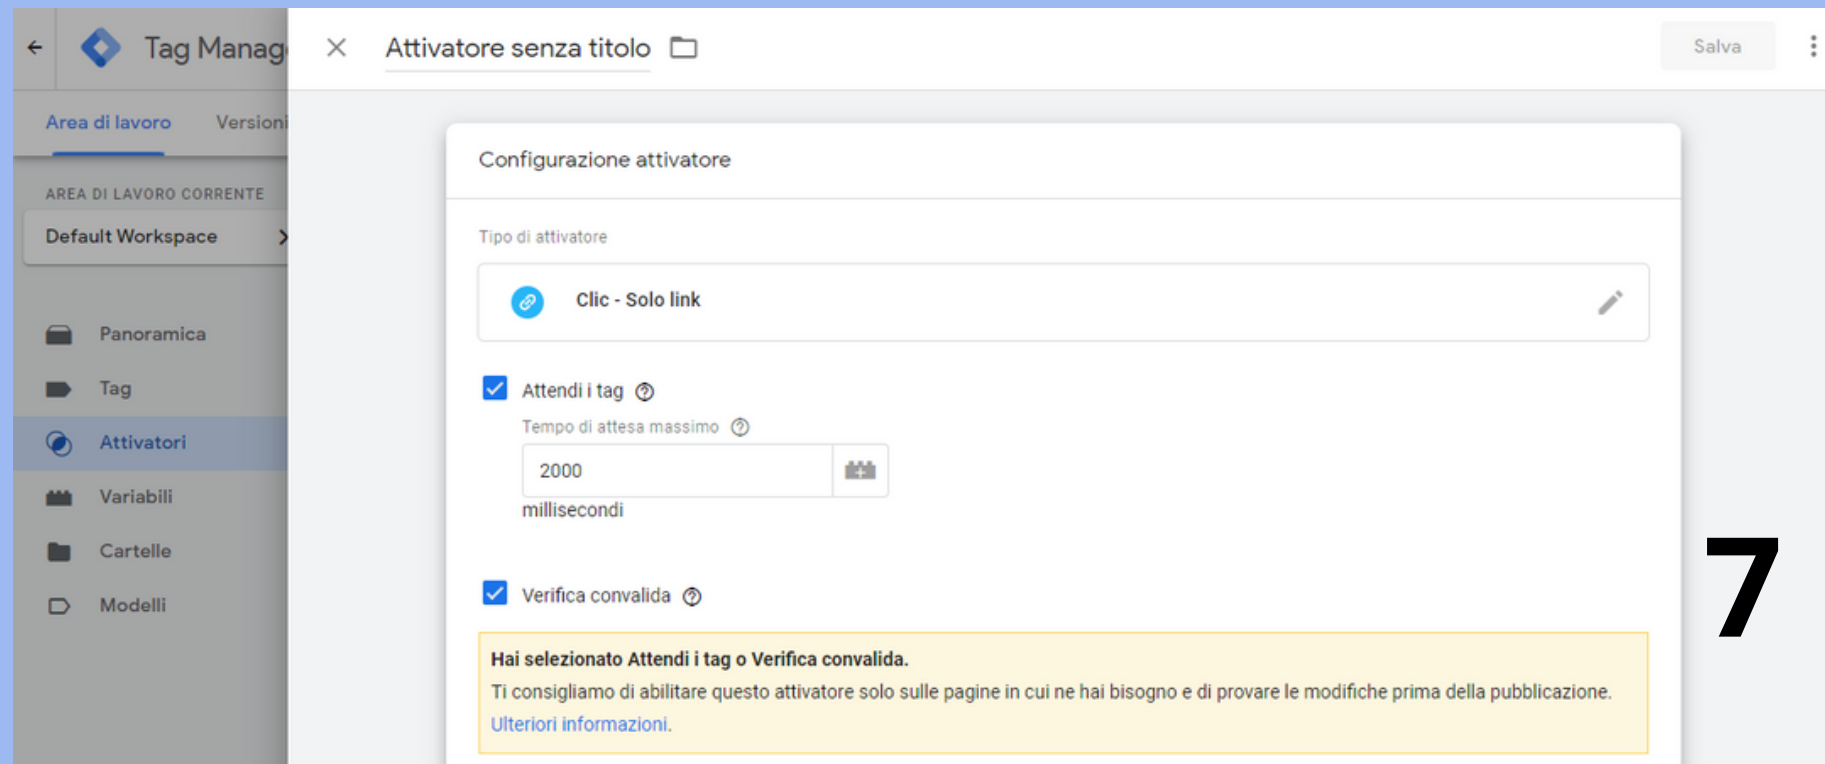 Tag Manag
Attivatore senza titolo
Salva
Area di lavoro
Versioni
Configurazione attivatore
AREA DI LAVORO CORRENTE
Default Workspace
Tipo di attivatore
Clic - Solo link
Panoramica
Tag
Attivatori
Variabili
Cartelle
Modelli
Attendi i tag
Tempo di attesa massimo
2000
millisecondi
Verifica convalida
Hai selezionato Attendi i tag o Verifica convalida.
Ti consigliamo di abilitare questo attivatore solo sulle pagine in cui ne hai bisogno e di provare le modifiche prima della pubblicazione.
Ulteriori informazioni.
7